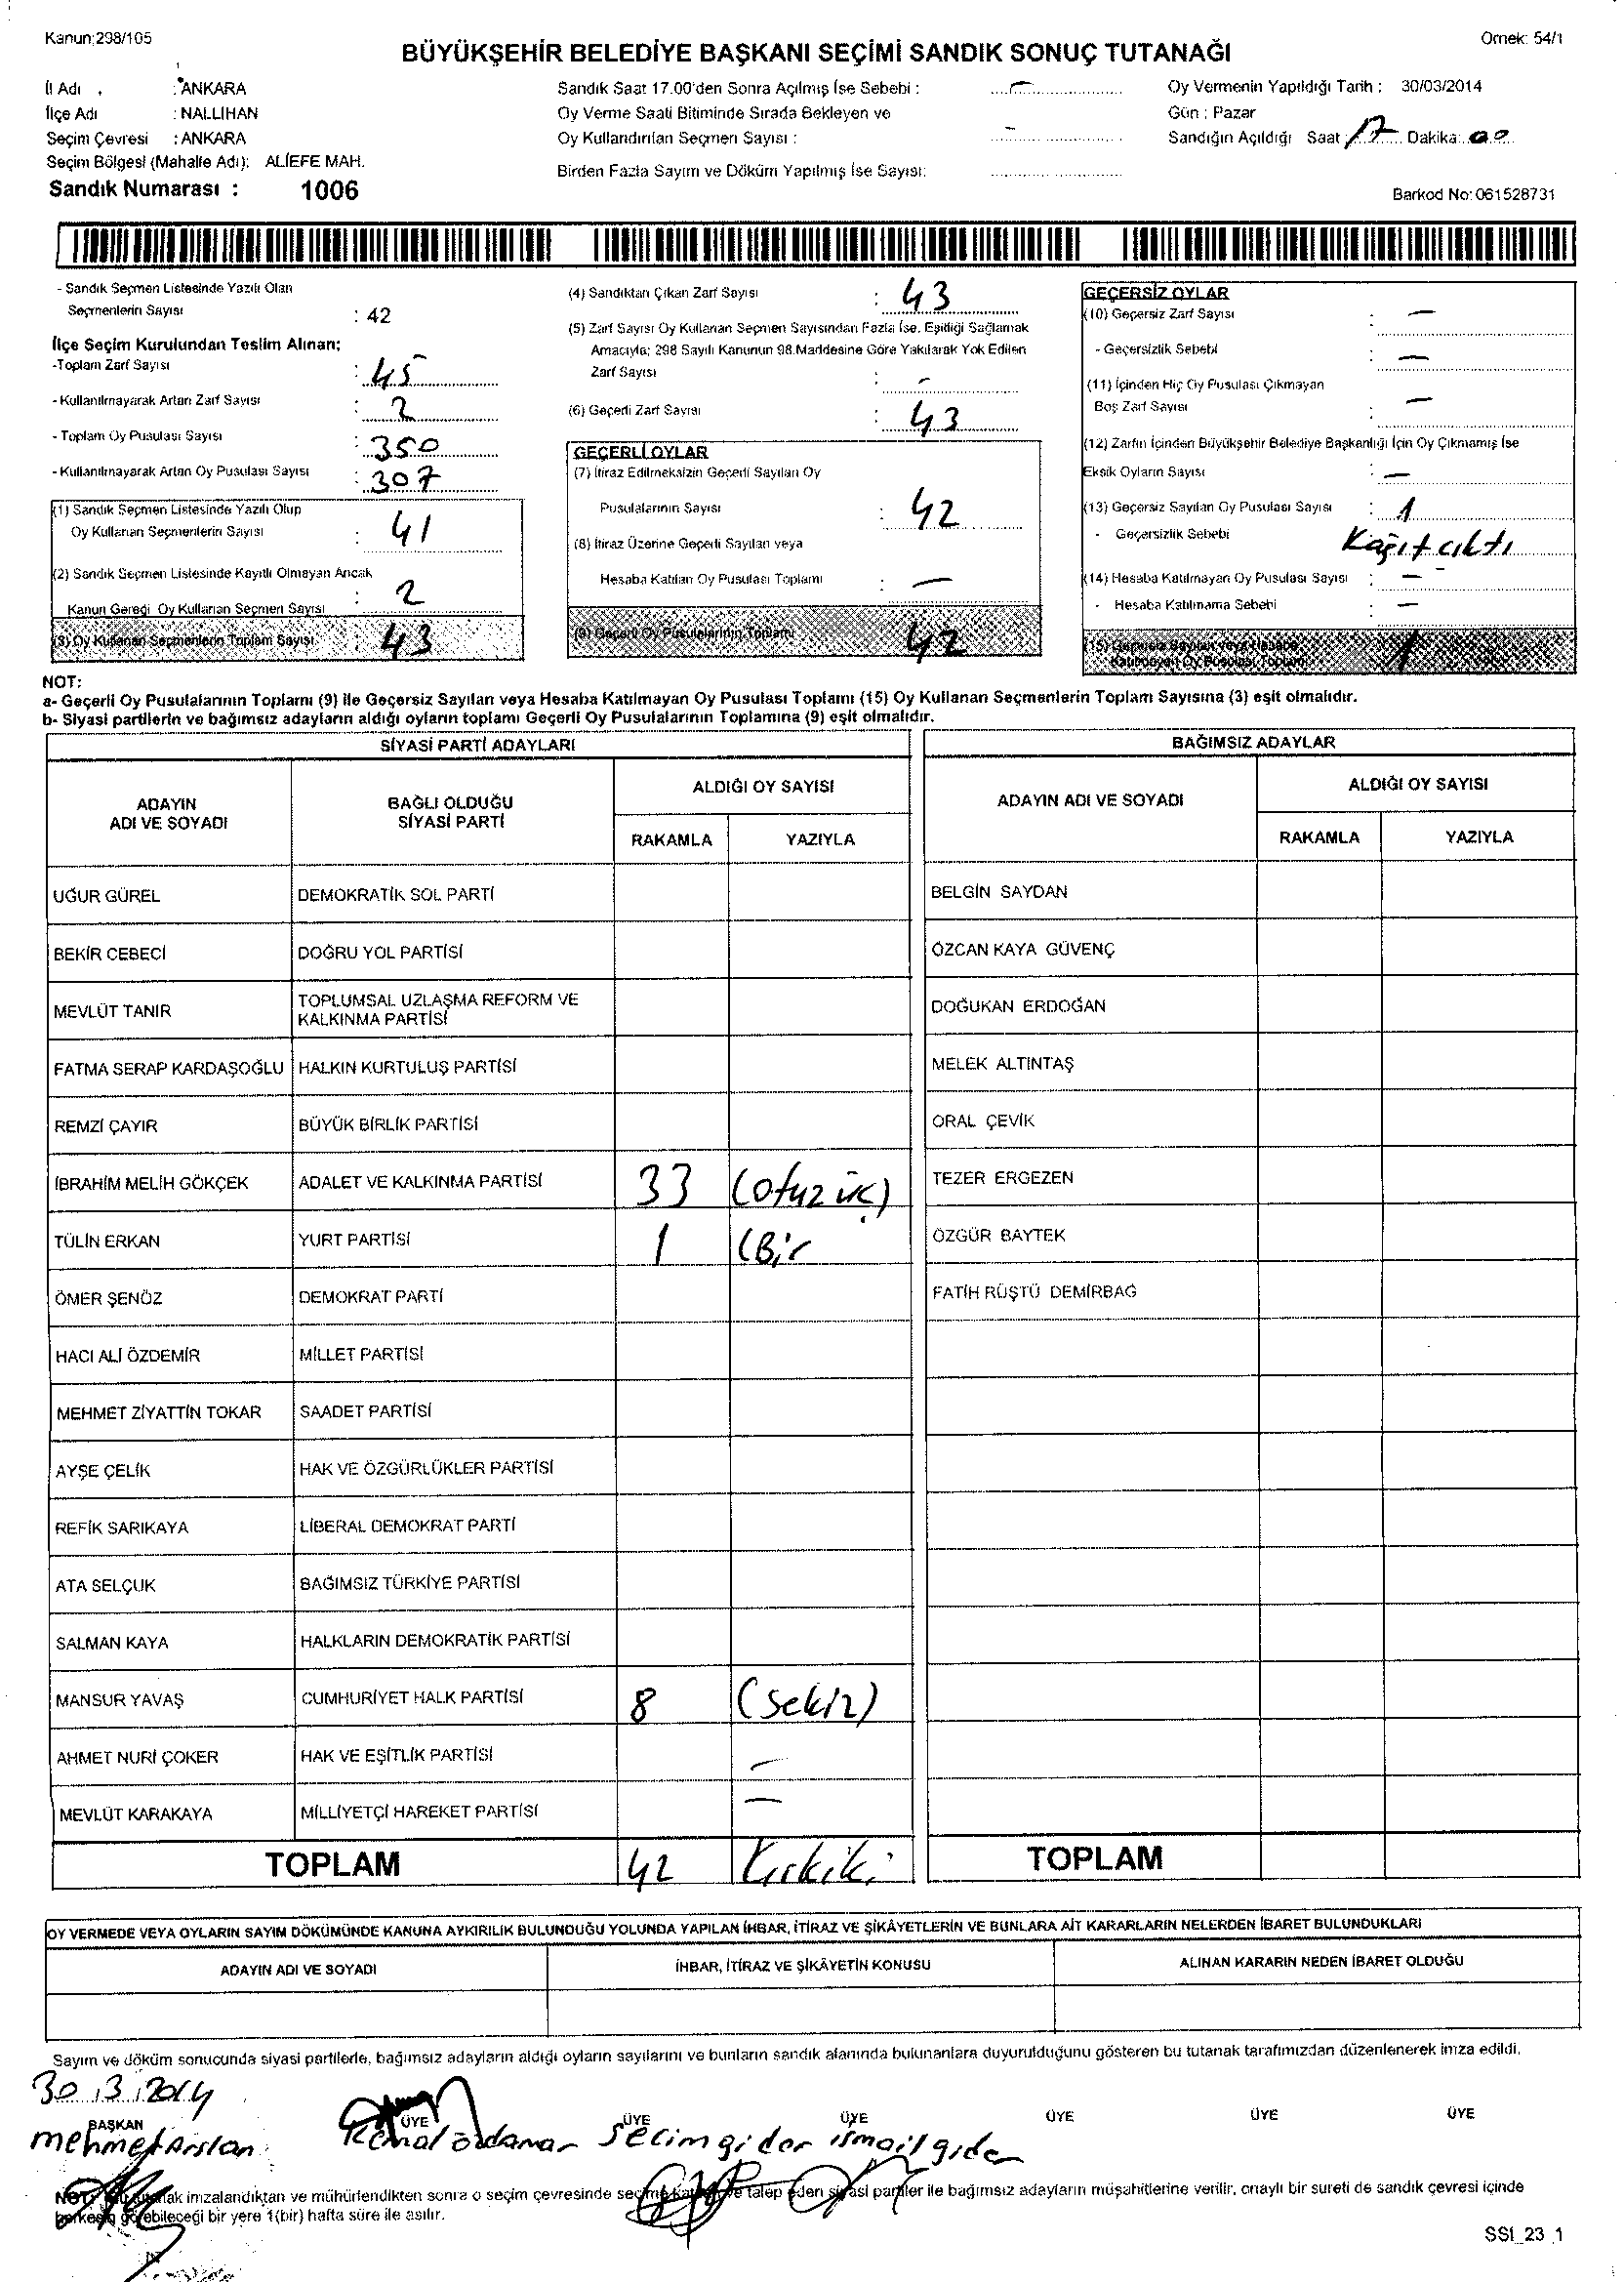 Kanun:298/105
Örnek: 54/1
BÜYÜKŞEHİR BELEDİYE BAŞKANI SEÇİMİ SANDIK SONUÇ TUTANAĞI
İl Adı : ANKARA
İlçe Adı : NALLIHAN
Seçim Çevresi : ANKARA
Seçim Bölgesi (Mahalle Adı): ALİEFE MAH.
Sandık Numarası : 1006
Sandık Saat 17.00'den Sonra Açılmış İse Sebebi : —
Oy Verme Saati Bitiminde Sırada Bekleyen ve
Oy Kullandırılan Seçmen Sayısı : —
Birden Fazla Sayım ve Döküm Yapılmış İse Sayısı:
Oy Vermenin Yapıldığı Tarih : 30/03/2014
Gün : Pazar
Sandığın Açıldığı Saat 17 Dakika: 00
Barkod No: 061528731
- Sandık Seçmen Listesinde Yazılı Olan
Seçmenlerin Sayısı : 42
İlçe Seçim Kurulundan Teslim Alınan:
-Toplam Zarf Sayısı : 45
- Kullanılmayarak Artan Zarf Sayısı : 2
- Toplam Oy Pusulası Sayısı : 350
- Kullanılmayarak Artan Oy Pusulası Sayısı : 307
(1) Sandık Seçmen Listesinde Yazılı Olup
Oy Kullanan Seçmenlerin Sayısı : 41
(2) Sandık Seçmen Listesinde Kayıtlı Olmayan Ancak
Kanun Gereği Oy Kullanan Seçmen Sayısı : 2
(3) Oy Kullanan Seçmenlerin Toplam Sayısı : 43
(4) Sandıktan Çıkan Zarf Sayısı : 43
(5) Zarf Sayısı Oy Kullanan Seçmen Sayısından Fazla İse, Eşitliği Sağlamak
Amacıyla; 298 Sayılı Kanunun 98.Maddesine Göre Yakılarak Yok Edilen
Zarf Sayısı : —
(6) Geçerli Zarf Sayısı : 43
GEÇERLİ OYLAR
(7) İtiraz Edilmeksizin Geçerli Sayılan Oy
Pusulalarının Sayısı : 42
(8) İtiraz Üzerine Geçerli Sayılan veya
Hesaba Katılan Oy Pusulası Toplamı : —
(9) Geçerli Oy Pusulalarının Toplamı 42
GEÇERSİZ OYLAR
(10) Geçersiz Zarf Sayısı : —
- Geçersizlik Sebebi : —
(11) İçinden Hiç Oy Pusulası Çıkmayan
Boş Zarf Sayısı : —
(12) Zarfın İçinden Büyükşehir Belediye Başkanlığı İçin Oy Çıkmamış İse
Eksik Oyların Sayısı : —
(13) Geçersiz Sayılan Oy Pusulası Sayısı : 1
- Geçersizlik Sebebi Kağıt çıktı
(14) Hesaba Katılmayan Oy Pusulası Sayısı : —
- Hesaba Katılmama Sebebi : —
(15) Geçersiz Sayılan veya Hesaba
Katılmayan Oy Pusulası Toplamı 1
NOT:
a- Geçerli Oy Pusulalarının Toplamı (9) ile Geçersiz Sayılan veya Hesaba Katılmayan Oy Pusulası Toplamı (15) Oy Kullanan Seçmenlerin Toplam Sayısına (3) eşit olmalıdır.
b- Siyasi partilerin ve bağımsız adayların aldığı oyların toplamı Geçerli Oy Pusulalarının Toplamına (9) eşit olmalıdır.
SİYASİ PARTİ ADAYLARI
ADAYIN ADI VE SOYADI
BAĞLI OLDUĞU SİYASİ PARTİ
ALDIĞI OY SAYISI
RAKAMLA YAZIYLA
UĞUR GÜREL DEMOKRATİK SOL PARTİ
BEKİR CEBECİ DOĞRU YOL PARTİSİ
MEVLÜT TANIR TOPLUMSAL UZLAŞMA REFORM VE KALKINMA PARTİSİ
FATMA SERAP KARDAŞOĞLU HALKIN KURTULUŞ PARTİSİ
REMZİ ÇAYIR BÜYÜK BİRLİK PARTİSİ
İBRAHİM MELİH GÖKÇEK ADALET VE KALKINMA PARTİSİ 33 (otuz üç)
TÜLİN ERKAN YURT PARTİSİ 1 (Bir
ÖMER ŞENÖZ DEMOKRAT PARTİ
HACI ALİ ÖZDEMİR MİLLET PARTİSİ
MEHMET ZİYATTİN TOKAR SAADET PARTİSİ
AYŞE ÇELİK HAK VE ÖZGÜRLÜKLER PARTİSİ
REFİK SARIKAYA LİBERAL DEMOKRAT PARTİ
ATA SELÇUK BAĞIMSIZ TÜRKİYE PARTİSİ
SALMAN KAYA HALKLARIN DEMOKRATİK PARTİSİ
MANSUR YAVAŞ CUMHURİYET HALK PARTİSİ 8 (sekiz)
AHMET NURİ ÇOKER HAK VE EŞİTLİK PARTİSİ —
MEVLÜT KARAKAYA MİLLİYETÇİ HAREKET PARTİSİ —
TOPLAM 42 Kırkiki
BAĞIMSIZ ADAYLAR
ADAYIN ADI VE SOYADI
ALDIĞI OY SAYISI
RAKAMLA YAZIYLA
BELGİN SAYDAN
ÖZCAN KAYA GÜVENÇ
DOĞUKAN ERDOĞAN
MELEK ALTINTAŞ
ORAL ÇEVİK
TEZER ERGEZEN
ÖZGÜR BAYTEK
FATİH RÜŞTÜ DEMİRBAĞ
TOPLAM
OY VERMEDE VEYA OYLARIN SAYIM DÖKÜMÜNDE KANUNA AYKIRILIK BULUNDUĞU YOLUNDA YAPILAN İHBAR, İTİRAZ VE ŞİKÂYETLERİN VE BUNLARA AİT KARARLARIN NELERDEN İBARET BULUNDUKLARI
ADAYIN ADI VE SOYADI
İHBAR, İTİRAZ VE ŞİKÂYETİN KONUSU
ALINAN KARARIN NEDEN İBARET OLDUĞU
Sayım ve döküm sonucunda siyasi partilerle, bağımsız adayların aldığı oyların sayılarını ve bunların sandık alanında bulunanlara duyurulduğunu gösteren bu tutanak tarafımızdan düzenlenerek imza edildi.
30.3.2014
BAŞKAN ÜYE ÜYE ÜYE ÜYE ÜYE ÜYE
mehmet Arslan Kemal Secim gider ismail gider
NOT: Bu tutanak imzalandıktan ve mühürlendikten sonra o seçim çevresinde seçime katılan ve talep eden siyasi partiler ile bağımsız adayların müşahitlerine verilir, onaylı bir sureti de sandık çevresi içinde
herkesin görebileceği bir yere 1(bir) hafta süre ile asılır.
SSI_23_1